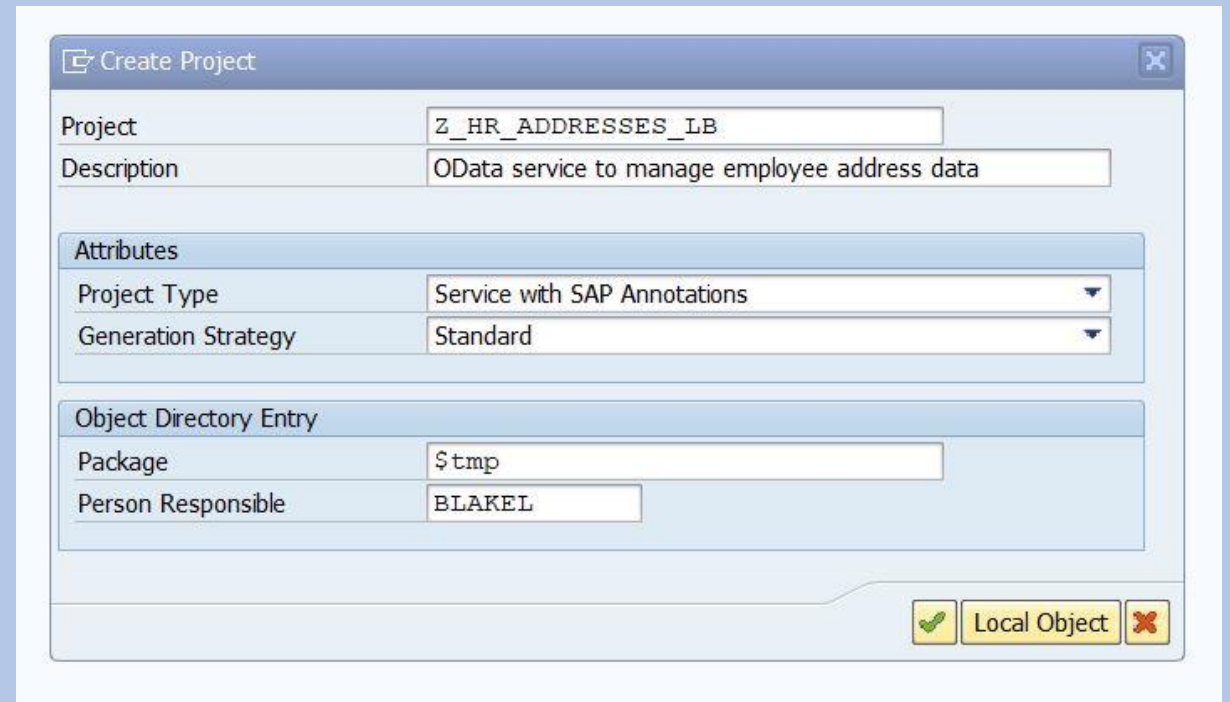 Create Project
Project Z_HR_ADDRESSES_LB
Description OData service to manage employee address data
Attributes
Project Type Service with SAP Annotations
Generation Strategy Standard
Object Directory Entry
Package $tmp
Person Responsible BLAKEL
Local Object